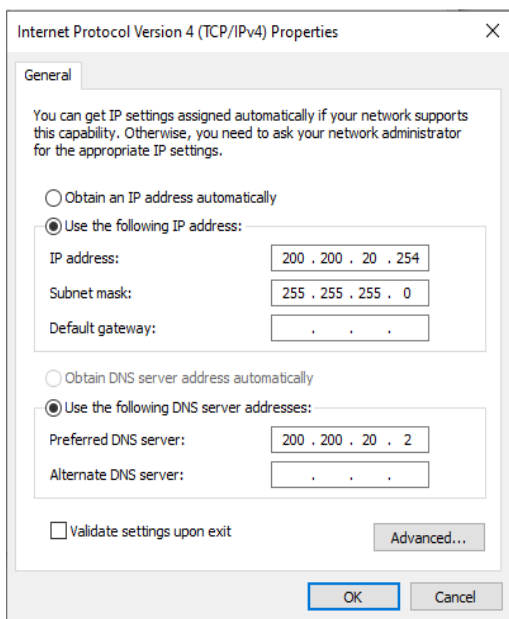 Internet Protocol Version 4 (TCP/IPv4) Properties
General
You can get IP settings assigned automatically if your network supports
this capability. Otherwise, you need to ask your network administrator
for the appropriate IP settings.
Obtain an IP address automatically
Use the following IP address:
IP address: 200 . 200 . 20 . 254
Subnet mask: 255 . 255 . 255 . 0
Default gateway: . . .
Obtain DNS server address automatically
Use the following DNS server addresses:
Preferred DNS server: 200 . 200 . 20 . 2
Alternate DNS server: . . .
Validate settings upon exit
Advanced...
OK Cancel